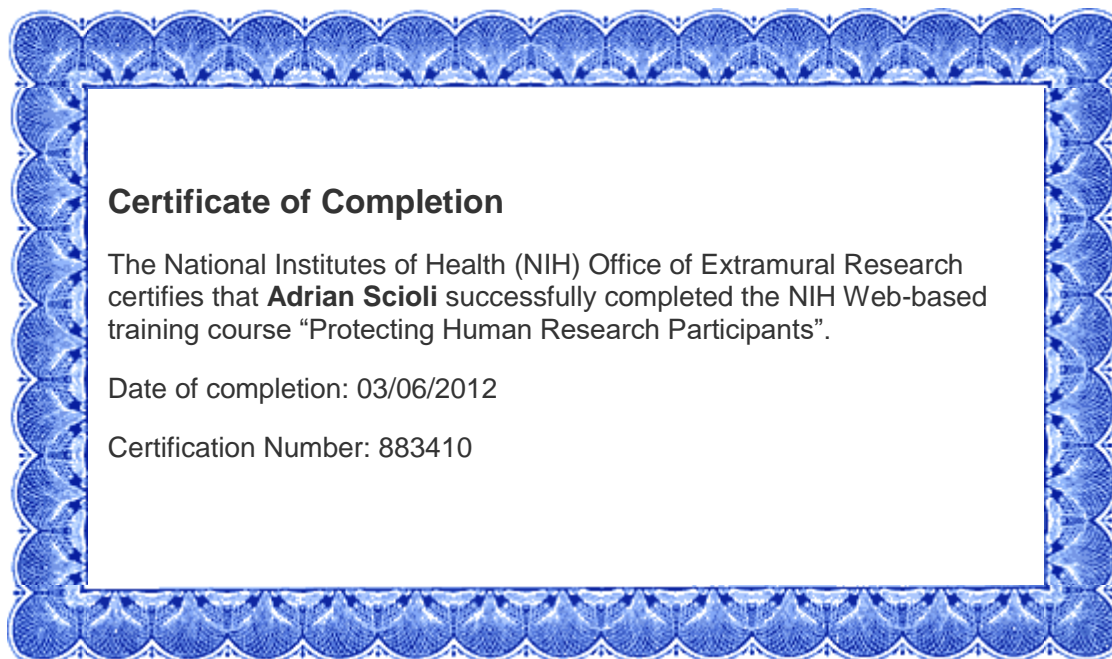 Certificate of Completion
The National Institutes of Health (NIH) Office of Extramural Research
certifies that Adrian Scioli successfully completed the NIH Web-based
training course “Protecting Human Research Participants”.
Date of completion: 03/06/2012
Certification Number: 883410